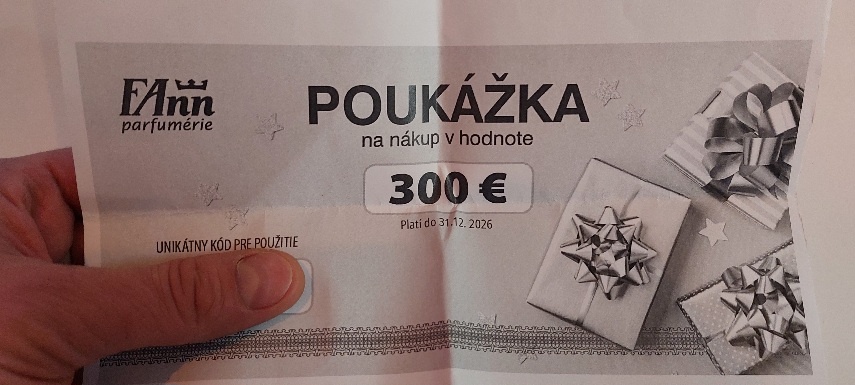 FAnn
parfumérie
POUKÁŽKA
na nákup v hodnote
300 €
Platí do 31.12. 2026
UNIKÁTNY KÓD PRE POUŽITIE